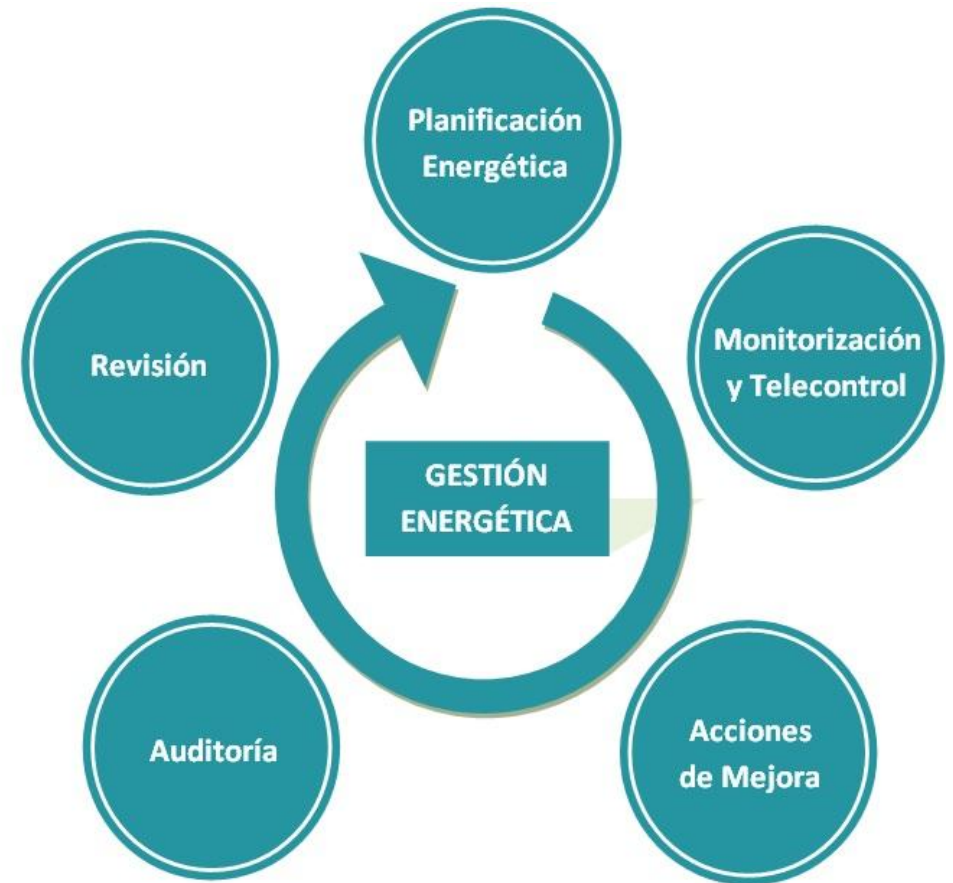 Planificación
Energética
Monitorización
y Telecontrol
Revisión
GESTIÓN
ENERGÉTICA
Acciones
de Mejora
Auditoría